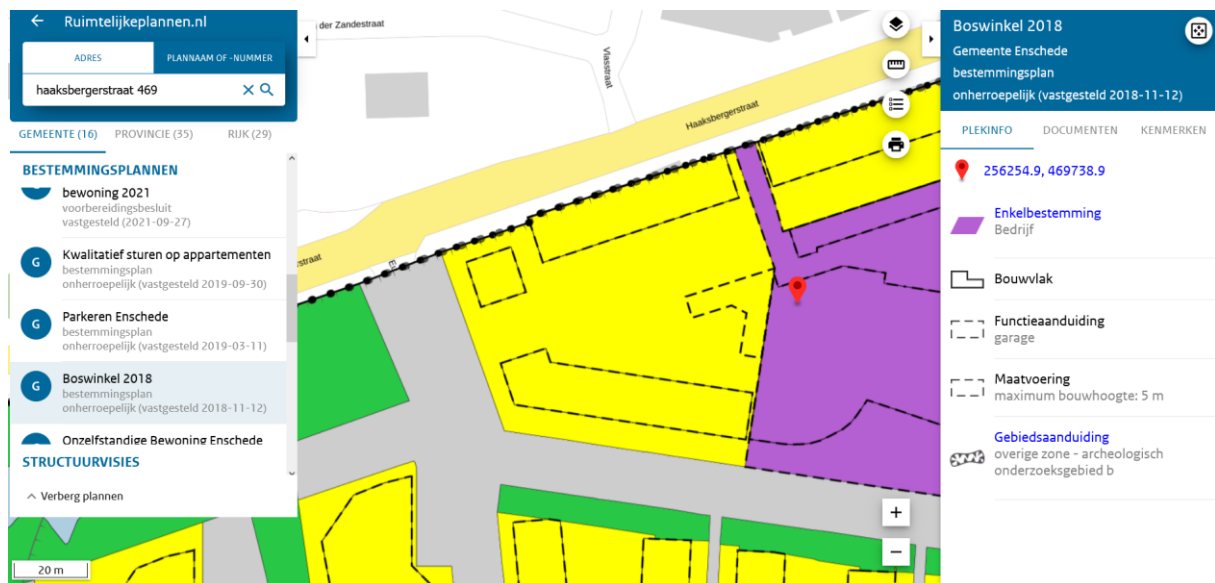 Ruimtelijkeplannen.nl
ADRES
PLANNAAM OF -NUMMER
haaksbergerstraat 469
GEMEENTE (16)
PROVINCIE (35)
RIJK (29)
BESTEMMINGSPLANNEN
bewoning 2021
voorbereidingsbesluit
vastgesteld (2021-09-27)
G
Kwalitatief sturen op appartementen
bestemmingsplan
onherroepelijk (vastgesteld 2019-09-30)
G
Parkeren Enschede
bestemmingsplan
onherroepelijk (vastgesteld 2019-03-11)
G
Boswinkel 2018
bestemmingsplan
onherroepelijk (vastgesteld 2018-11-12)
Onzelfstandige Bewoning Enschede
STRUCTUURVISIES
Verberg plannen
20 m
der Zandestraat
Vlasstraat
Haaksbergerstraat
straat
+
−
Boswinkel 2018
Gemeente Enschede
bestemmingsplan
onherroepelijk (vastgesteld 2018-11-12)
PLEKINFO
DOCUMENTEN
KENMERKEN
256254.9, 469738.9
Enkelbestemming
Bedrijf
Bouwvlak
Functieaanduiding
garage
Maatvoering
maximum bouwhoogte: 5 m
Gebiedsaanduiding
overige zone - archeologisch
onderzoeksgebied b